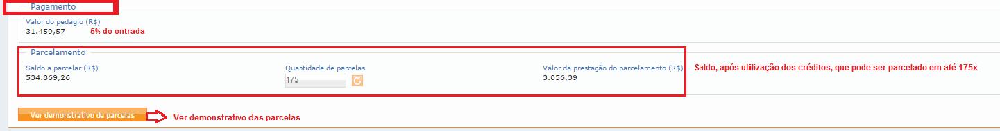 Pagamento
Valor do pedágio (R$)
31.459,57 5% de entrada
Parcelamento
Saldo a parcelar (R$) Quantidade de parcelas Valor da prestação do parcelamento (R$) Saldo, após utilização dos créditos, que pode ser parcelado em até 175x
534.869,26 175 3.056,39
Ver demonstrativo de parcelas Ver demonstrativo das parcelas